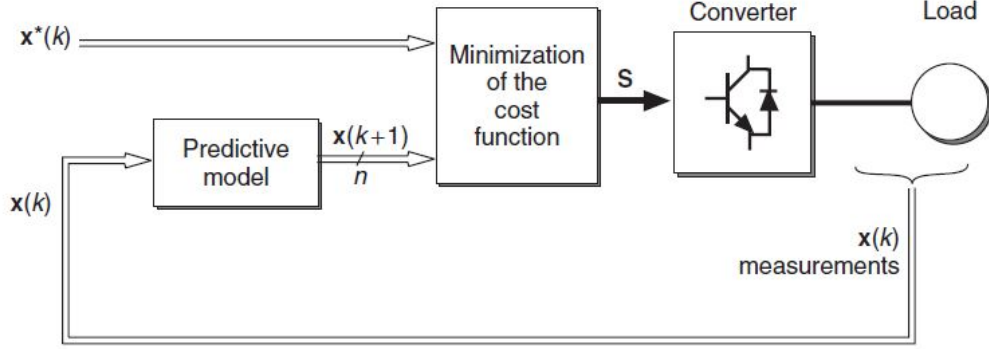 Converter
Load
x*(k)
Minimization
of the
cost
function
S
Predictive
model
x(k+1)
n
x(k)
x(k)
measurements